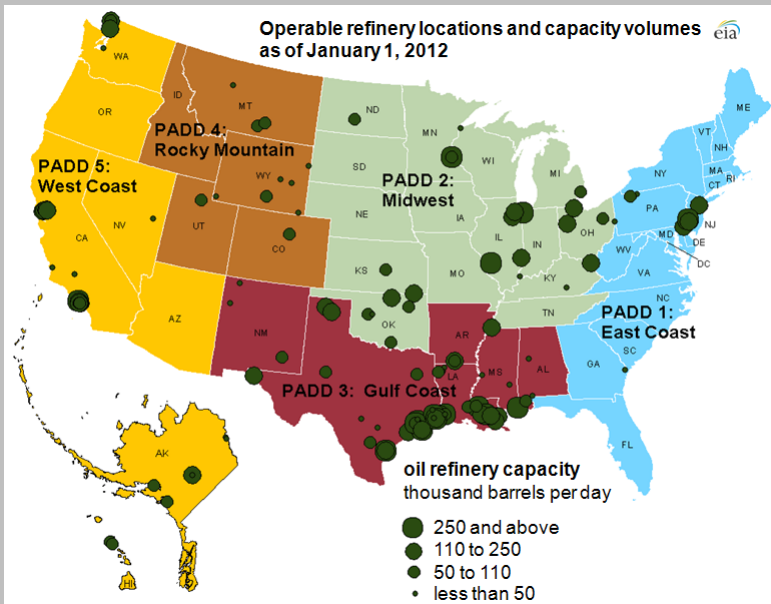 Operable refinery locations and capacity volumes
as of January 1, 2012
eia
WA
OR
ID
MT
ND
MN
ME
VT
NH
PADD 4:
Rocky Mountain
PADD 5:
West Coast
WY
SD
WI
MI
NY
MA
CT
RI
PADD 2:
Midwest
NV
CA
UT
CO
NE
IA
IL
IN
OH
PA
NJ
MD
DE
DC
WV
VA
KS
MO
KY
NC
TN
PADD 1:
East Coast
SC
AZ
NM
OK
AR
MS
AL
GA
LA
PADD 3: Gulf Coast
FL
AK
HI
oil refinery capacity
thousand barrels per day
250 and above
110 to 250
50 to 110
less than 50